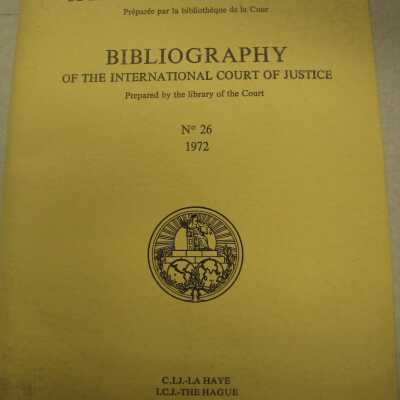 Préparée par la bibliothèque de la Cour
BIBLIOGRAPHY
OF THE INTERNATIONAL COURT OF JUSTICE
Prepared by the library of the Court
Nº 26
1972
C.I.J.-LA HAYE
I.C.J.-THE HAGUE